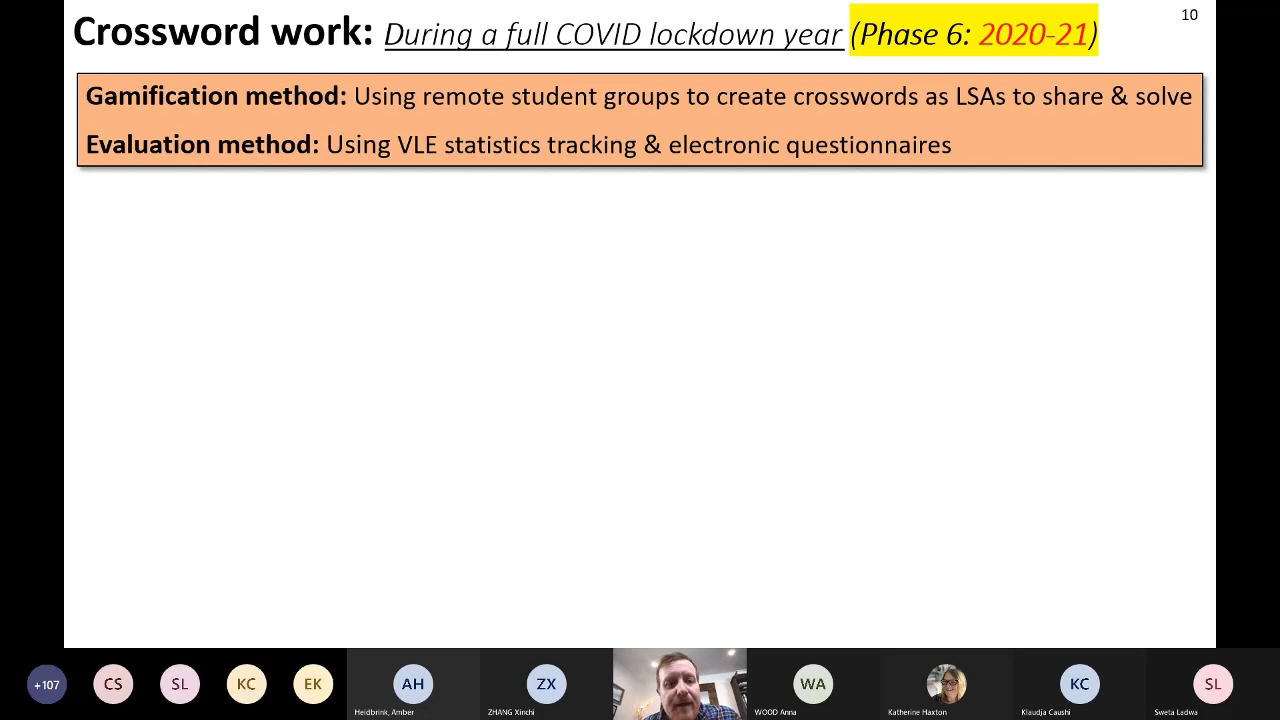 10
Crossword work: During a full COVID lockdown year (Phase 6: 2020-21)
Gamification method: Using remote student groups to create crosswords as LSAs to share & solve
Evaluation method: Using VLE statistics tracking & electronic questionnaires
+107
CS
SL
KC
EK
AH
Heidbrink, Amber
ZX
ZHANG Xinchi
WA
WOOD Anna
Katherine Haxton
KC
Klaudja Caushi
SL
Sweta Ladwa